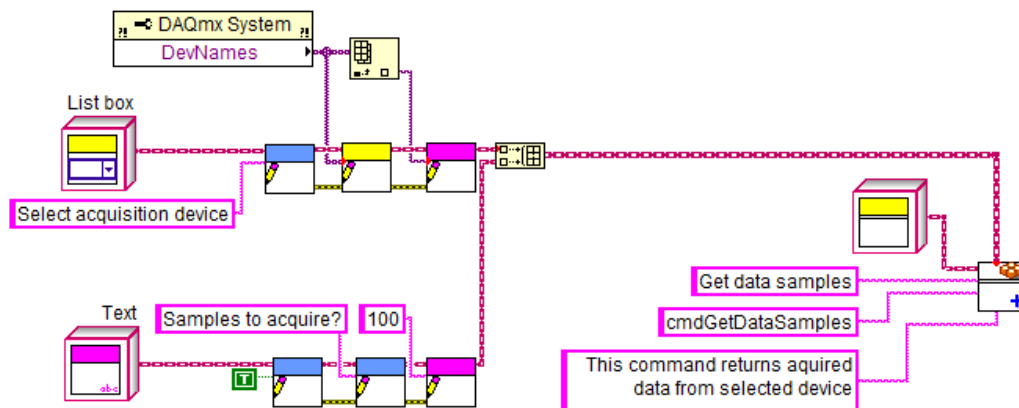 DAQmx System
DevNames
List box
Select acquisition device
Text
Samples to acquire?
100
T
abc
Get data samples
cmdGetDataSamples
This command returns aquired
data from selected device